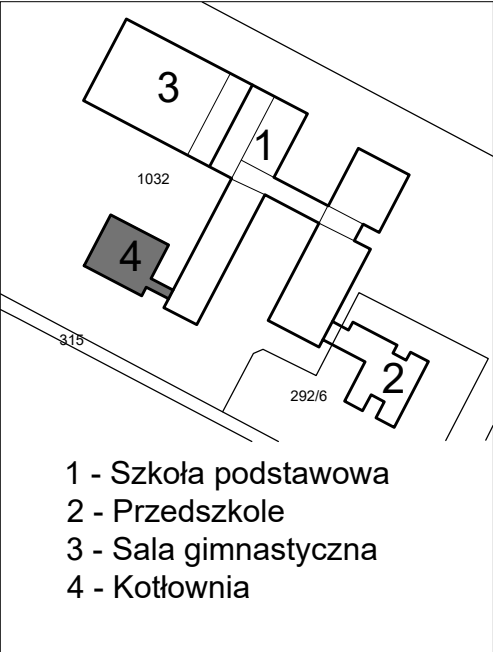 3
1
1032
4
315
2
292/6
1 - Szkoła podstawowa
2 - Przedszkole
3 - Sala gimnastyczna
4 - Kotłownia